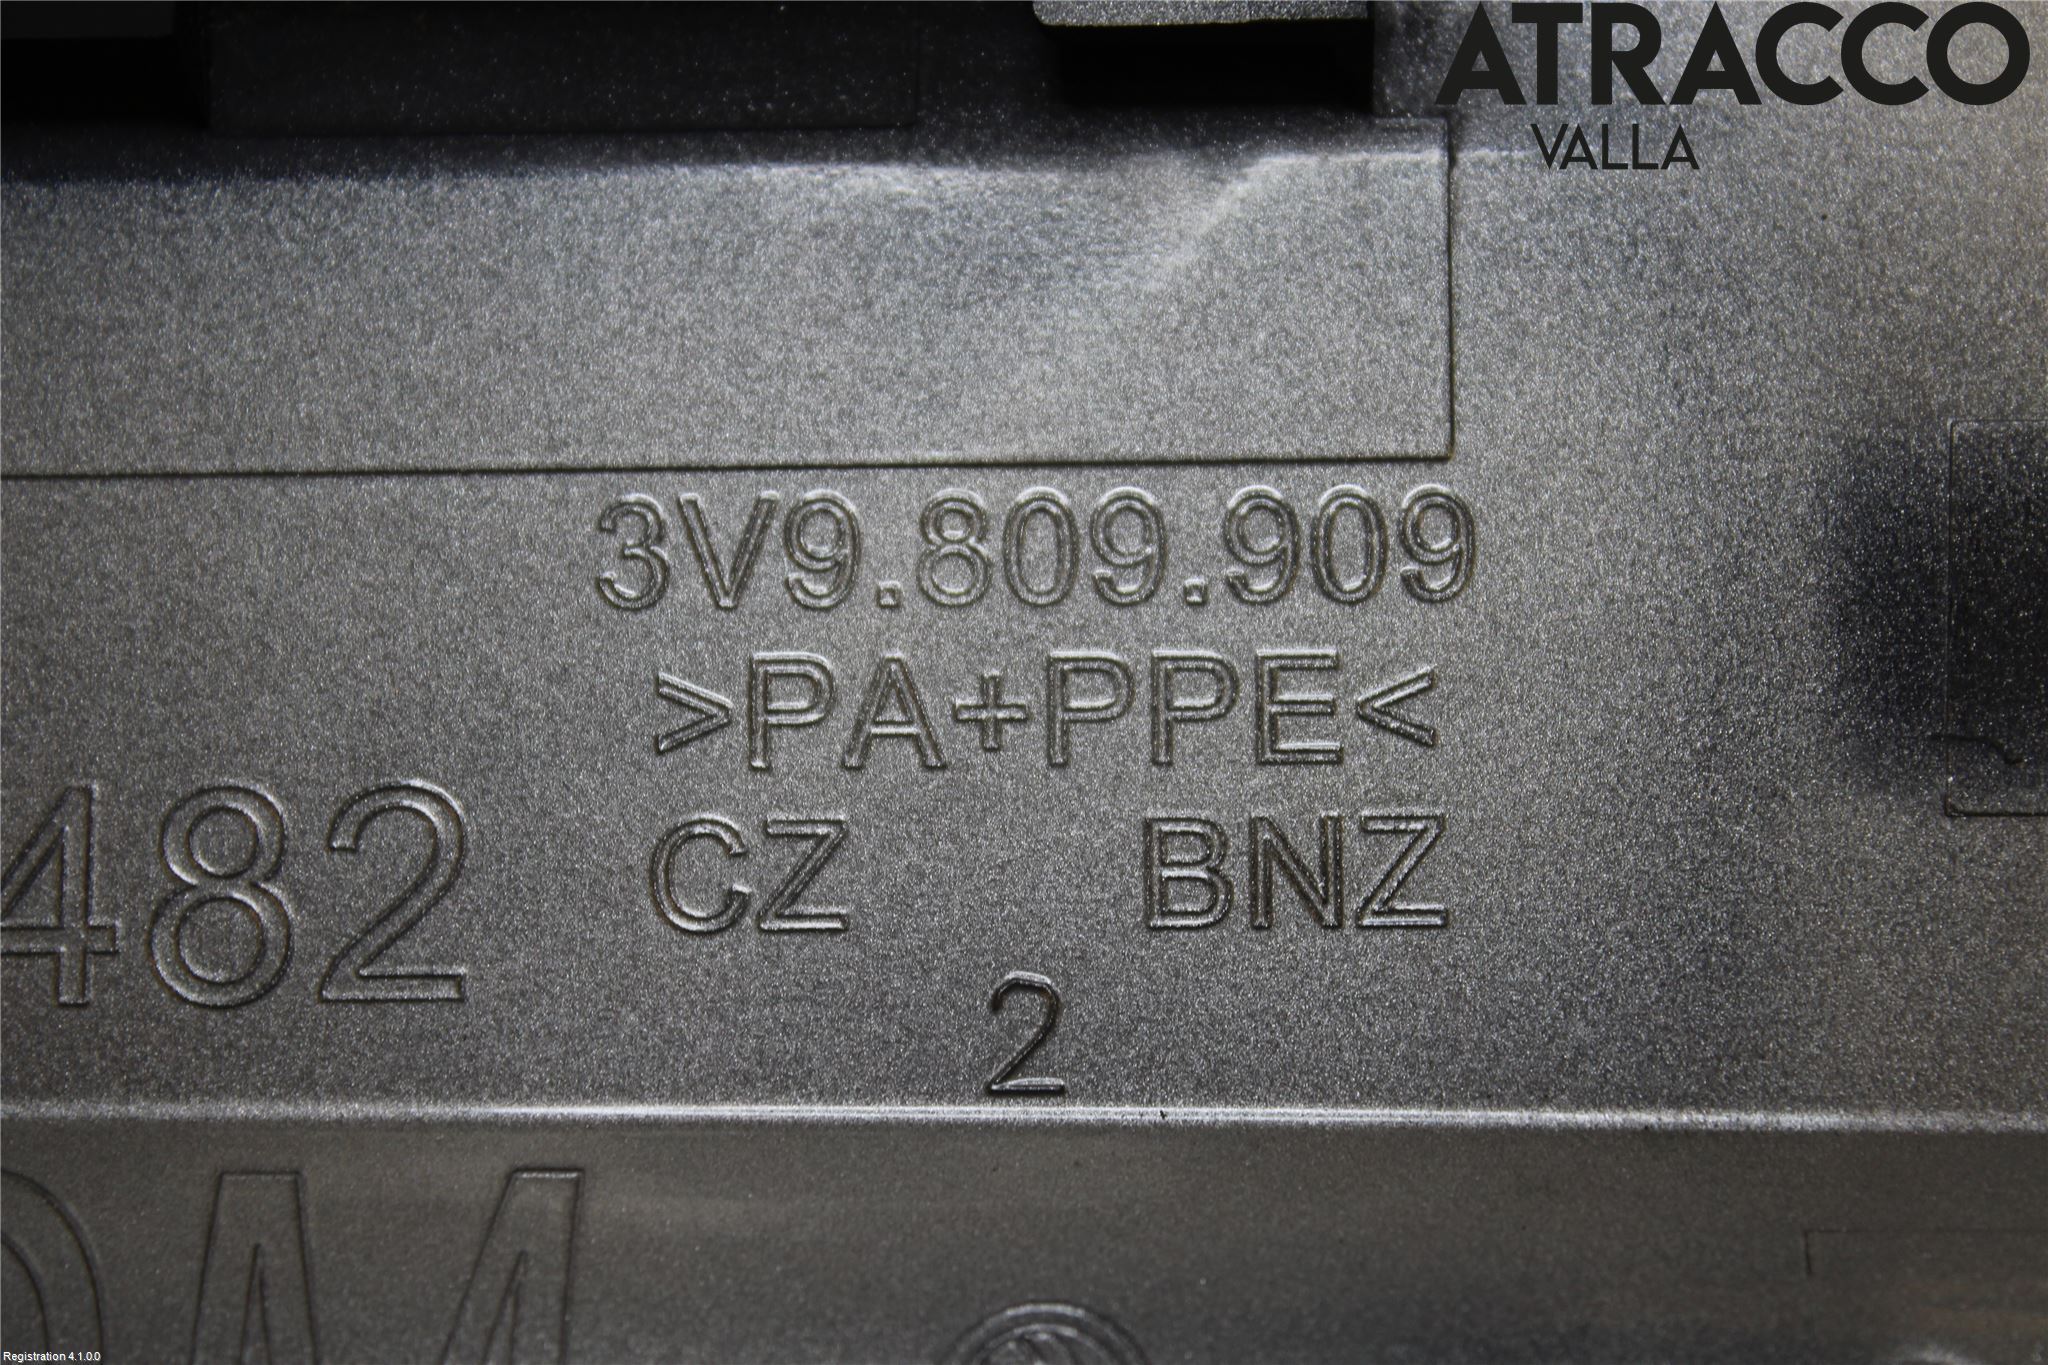 ATRACCO
VALLA
3V9.809.909
>PA+PPE<
482
CZ BNZ
2
Registration 4.1.0.0